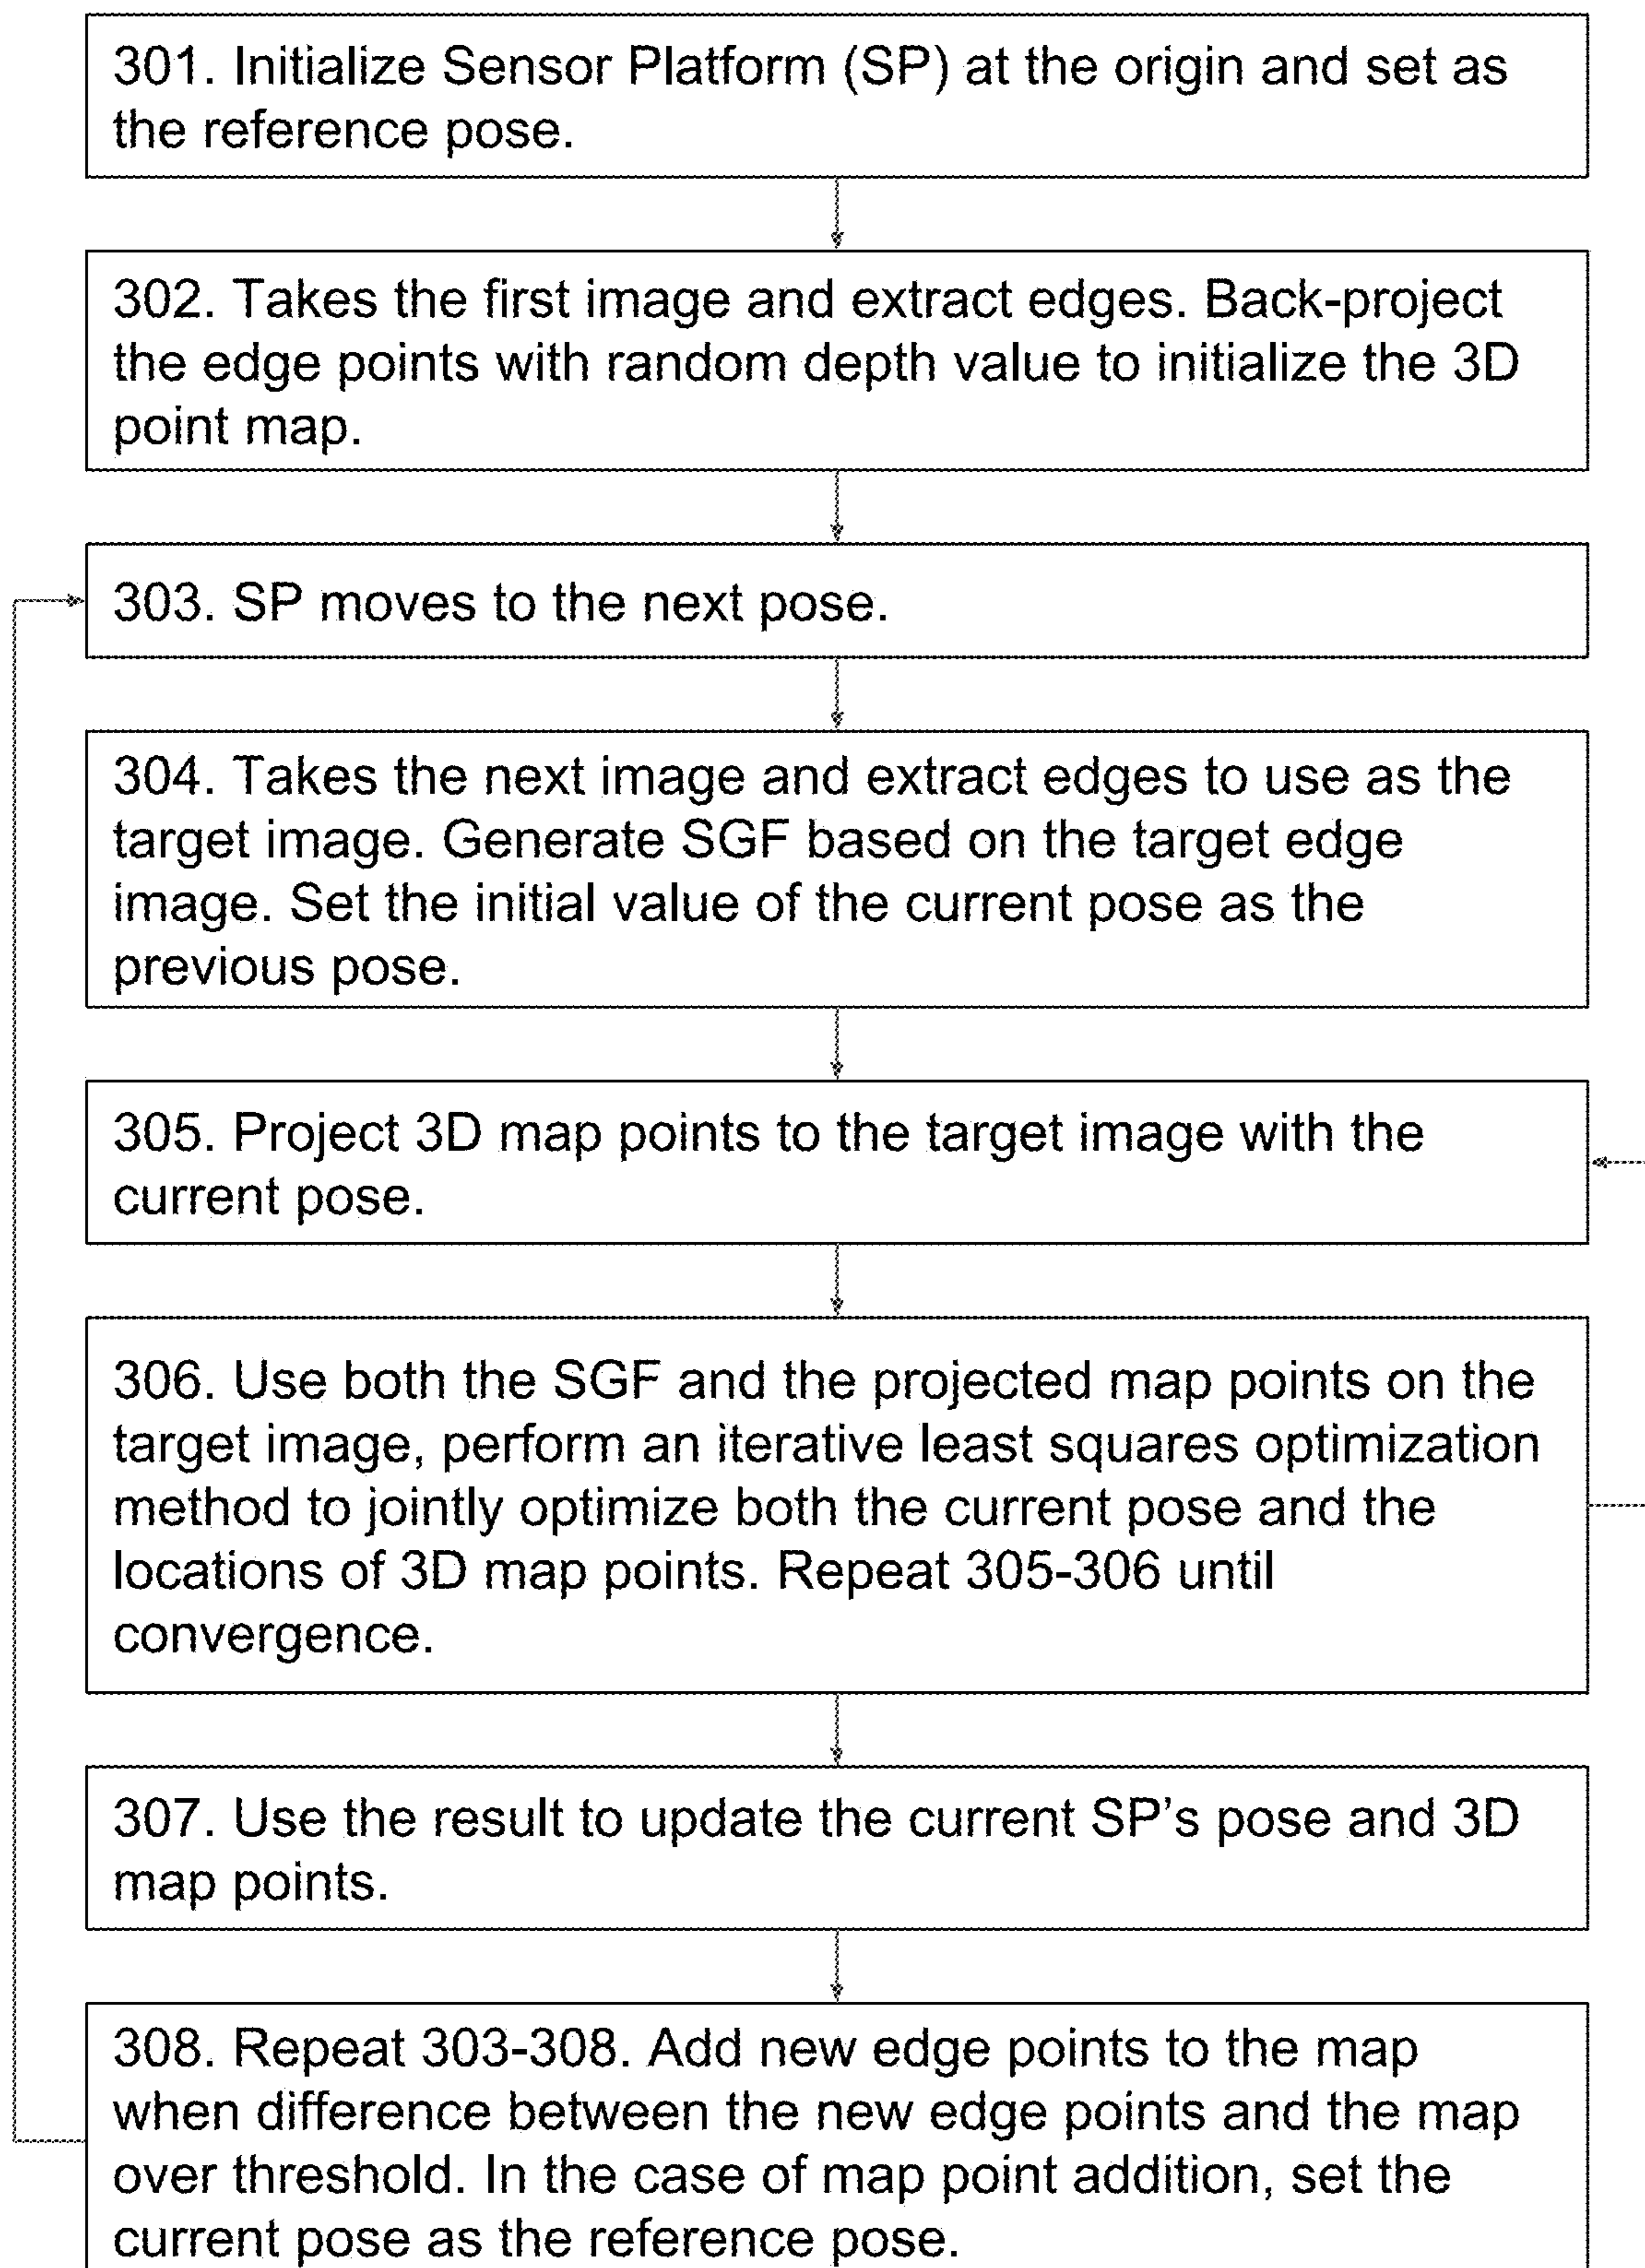 301. Initialize Sensor Platform (SP) at the origin and set as
the reference pose.
302. Takes the first image and extract edges. Back-project
the edge points with random depth value to initialize the 3D
point map.
303. SP moves to the next pose.
304. Takes the next image and extract edges to use as the
target image. Generate SGF based on the target edge
image. Set the initial value of the current pose as the
previous pose.
305. Project 3D map points to the target image with the
current pose.
306. Use both the SGF and the projected map points on the
target image, perform an iterative least squares optimization
method to jointly optimize both the current pose and the
locations of 3D map points. Repeat 305-306 until
convergence.
307. Use the result to update the current SP's pose and 3D
map points.
308. Repeat 303-308. Add new edge points to the map
when difference between the new edge points and the map
over threshold. In the case of map point addition, set the
current pose as the reference pose.